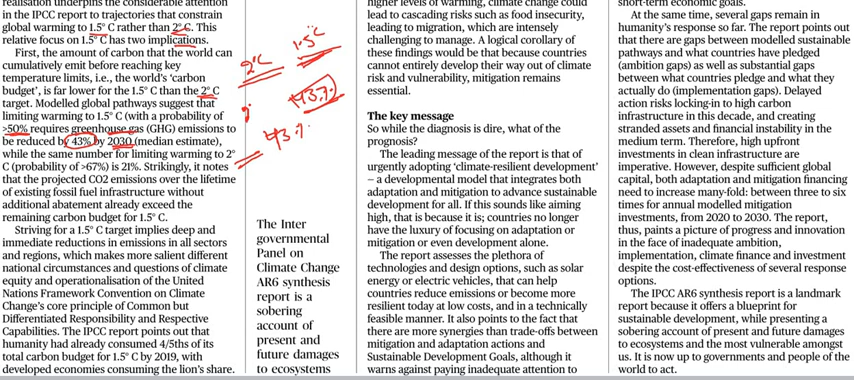 realisation underpins the considerable attention
in the IPCC report to trajectories that constrain
global warming to 1.5° C rather than 2° C. This
relative focus on 1.5° C has two implications.
First, the amount of carbon that the world can
cumulatively emit before reaching key
temperature limits, i.e., the world's 'carbon
budget', is far lower for the 1.5° C than the 2° C
target. Modelled global pathways suggest that
limiting warming to 1.5° C (with a probability of
>50% requires greenhouse gas (GHG) emissions to
be reduced by 43% by 2030 (median estimate),
while the same number for limiting warming to 2°
C (probability of >67%) is 21%. Strikingly, it notes
that the projected CO2 emissions over the lifetime
of existing fossil fuel infrastructure without
additional abatement already exceed the
remaining carbon budget for 1.5° C.
Striving for a 1.5° C target implies deep and
immediate reductions in emissions in all sectors
and regions, which makes more salient different
national circumstances and questions of climate
equity and operationalisation of the United
Nations Framework Convention on Climate
Change's core principle of Common but
Differentiated Responsibility and Respective
Capabilities. The IPCC report points out that
humanity had already consumed 4/5ths of its
total carbon budget for 1.5° C by 2019, with
developed economies consuming the lion's share.
2°C
1.5°C
43%
43%
The Inter
governmental
Panel on
Climate Change
AR6 synthesis
report is a
sobering
account of
present and
future damages
to ecosystems
higher levels of warming, climate change could
lead to cascading risks such as food insecurity,
leading to migration, which are intensely
challenging to manage. A logical corollary of
these findings would be that because countries
cannot entirely develop their way out of climate
risk and vulnerability, mitigation remains
essential.
The key message
So while the diagnosis is dire, what of the
prognosis?
The leading message of the report is that of
urgently adopting 'climate-resilient development'
– a developmental model that integrates both
adaptation and mitigation to advance sustainable
development for all. If this sounds like aiming
high, that is because it is; countries no longer
have the luxury of focusing on adaptation or
mitigation or even development alone.
The report assesses the plethora of
technologies and design options, such as solar
energy or electric vehicles, that can help
countries reduce emissions or become more
resilient today at low costs, and in a technically
feasible manner. It also points to the fact that
there are more synergies than trade-offs between
mitigation and adaptation actions and
Sustainable Development Goals, although it
warns against paying inadequate attention to
short-term economic goals.
At the same time, several gaps remain in
humanity's response so far. The report points out
that there are gaps between modelled sustainable
pathways and what countries have pledged
(ambition gaps) as well as substantial gaps
between what countries pledge and what they
actually do (implementation gaps). Delayed
action risks locking-in to high carbon
infrastructure in this decade, and creating
stranded assets and financial instability in the
medium term. Therefore, high upfront
investments in clean infrastructure are
imperative. However, despite sufficient global
capital, both adaptation and mitigation financing
need to increase many-fold: between three to six
times for annual modelled mitigation
investments, from 2020 to 2030. The report,
thus, paints a picture of progress and innovation
in the face of inadequate ambition,
implementation, climate finance and investment
despite the cost-effectiveness of several response
options.
The IPCC AR6 synthesis report is a landmark
report because it offers a blueprint for
sustainable development, while presenting a
sobering account of present and future damages
to ecosystems and the most vulnerable amongst
us. It is now up to governments and people of the
world to act.